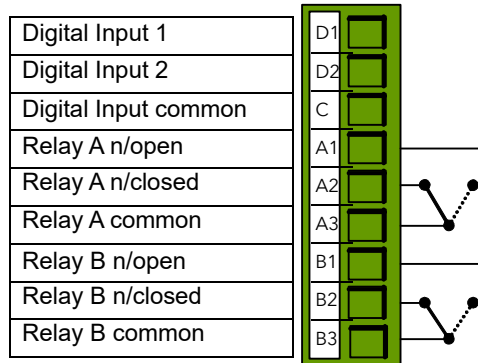 Digital Input 1 D1
Digital Input 2 D2
Digital Input common C
Relay A n/open A1
Relay A n/closed A2
Relay A common A3
Relay B n/open B1
Relay B n/closed B2
Relay B common B3